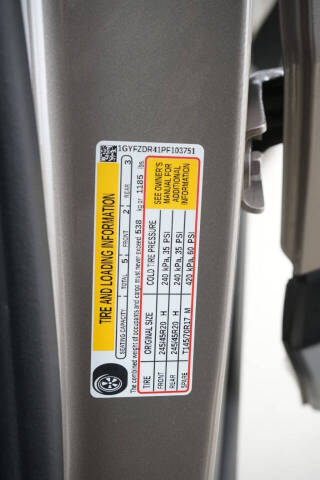 1GYFZDR41PF103751
TIRE AND LOADING INFORMATION
SEATING CAPACITY TOTAL 5 FRONT 2 REAR 3
The combined weight of occupants and cargo must never exceed 538 kg or 1185 lbs
TIRE ORIGINAL SIZE COLD TIRE PRESSURE
FRONT 245/45R20 H 240 kPa, 35 PSI
REAR 245/45R20 H 240 kPa, 35 PSI
SPARE T145/70R17 M 420 kPa, 60 PSI
SEE OWNER'S
MANUAL FOR
ADDITIONAL
INFORMATION